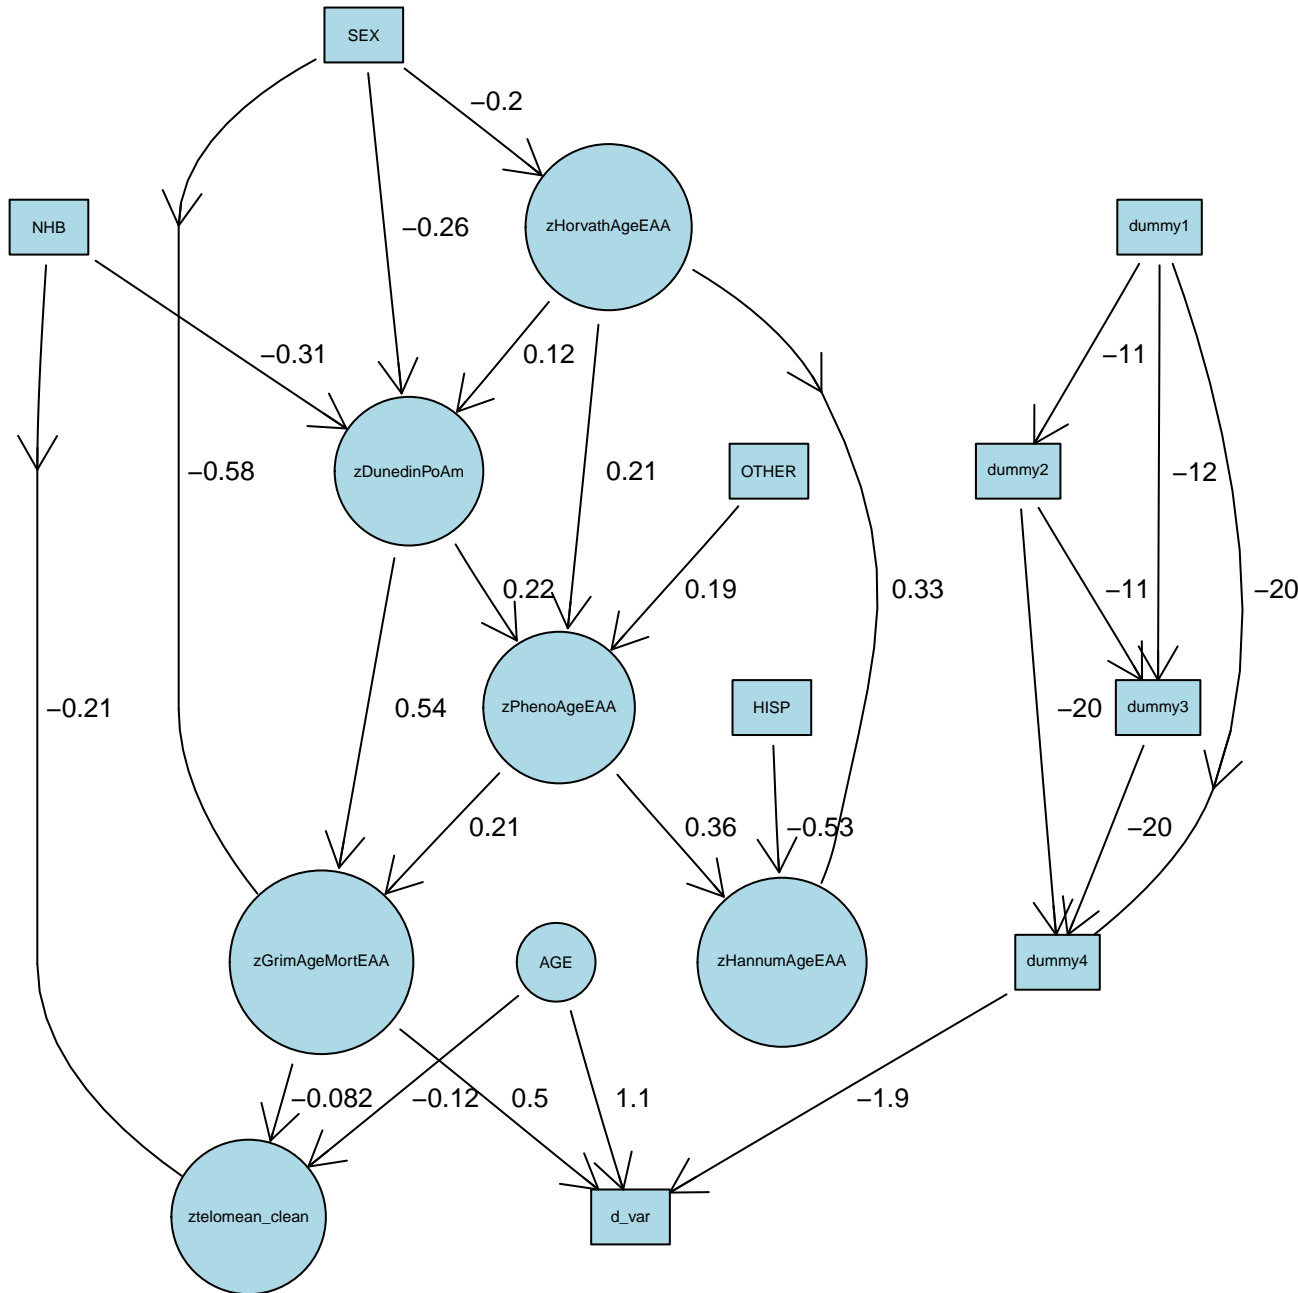 SEX
−0.2
NHB
−0.26
zHorvathAgeEAA
dummy1
−0.31
0.12
−11
−0.58
zDunedinPoAm
0.21
OTHER
dummy2
−12
0.22
0.19
0.33
−11
−20
−0.21
0.54
zPhenoAgeEAA
HISP
−20
dummy3
0.21
0.36
−0.53
−20
zGrimAgeMortEAA
AGE
zHannumAgeEAA
dummy4
−0.082
−0.12
0.5
1.1
−1.9
ztelomean_clean
d_var